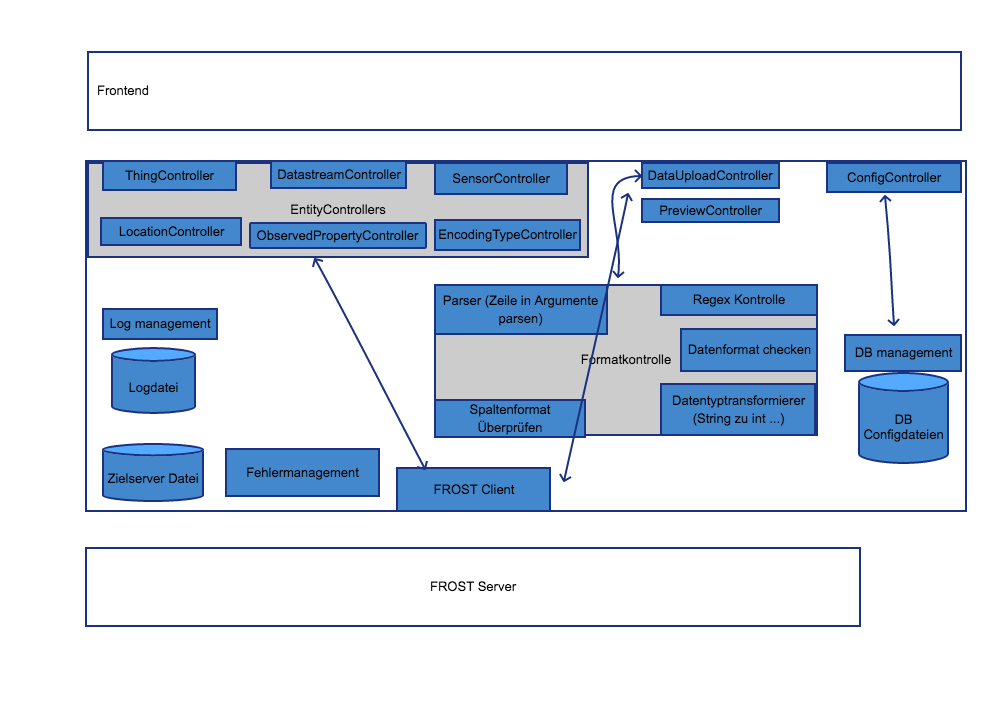 Frontend
ThingController
DatastreamController
SensorController
EntityControllers
LocationController
ObservedPropertyController
EncodingTypeController
DataUploadController
PreviewController
ConfigController
Log management
Logdatei
Zielserver Datei
Fehlermanagement
Parser (Zeile in Argumente
parsen)
Regex Kontrolle
Formatkontrolle
Datenformat checken
Spaltenformat
Überprüfen
Datentyptransformierer
(String zu int ...)
DB management
DB
Configdateien
FROST Client
FROST Server